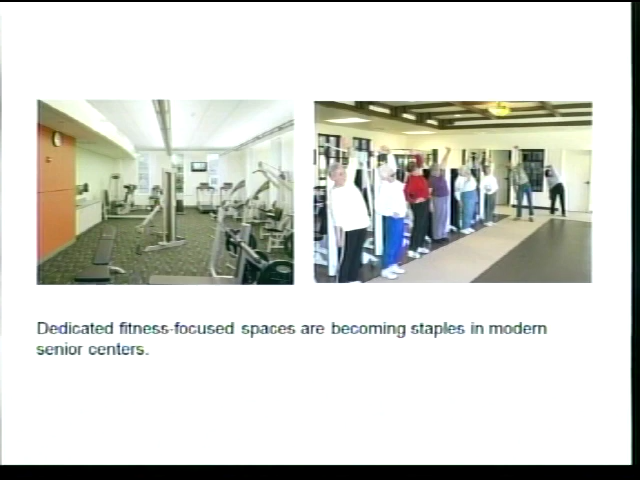 Dedicated fitness-focused spaces are becoming staples in modern
senior centers.